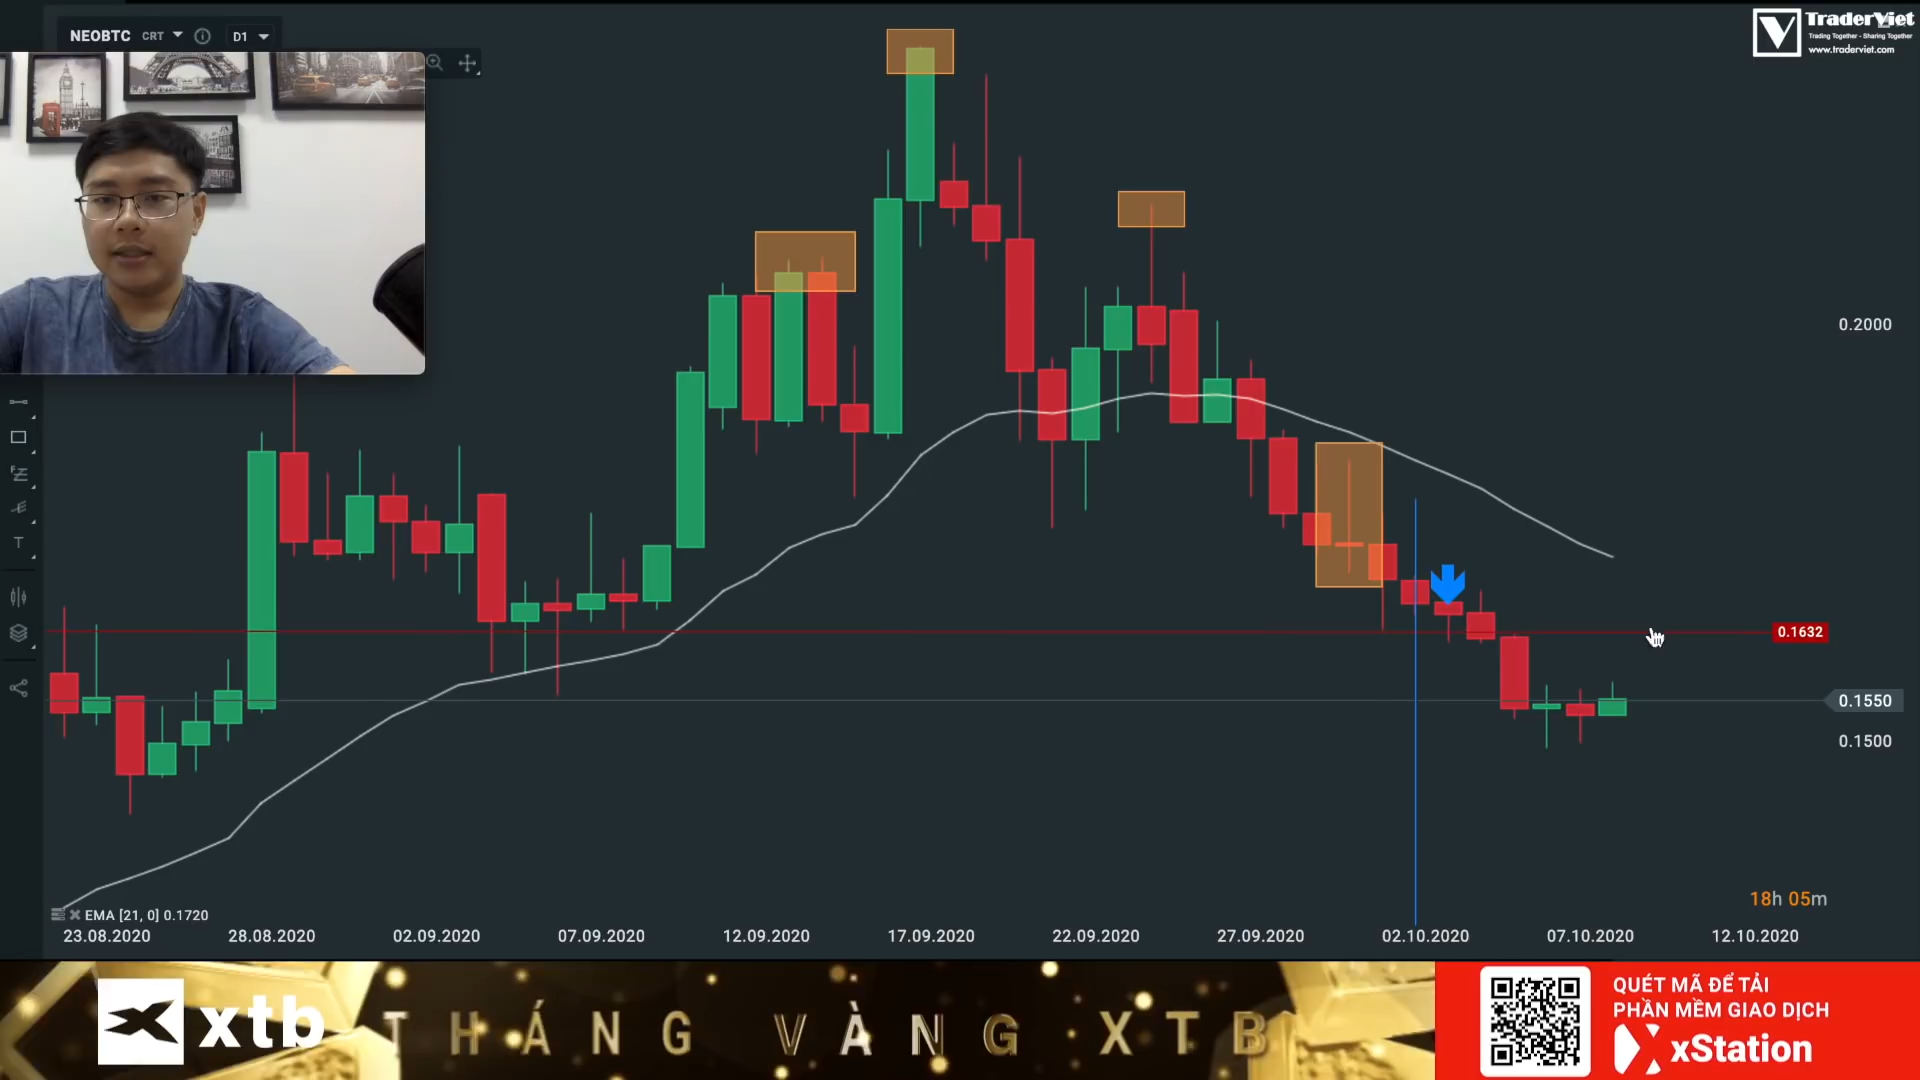 NEOBTC CRT D1
TraderViet
Trading Together - Sharing Together
www.traderviet.com
0.2000
T
0.1632
0.1550
0.1500
18h 05m
EMA [21, 0] 0.1720
23.08.2020 28.08.2020 02.09.2020 07.09.2020 12.09.2020 17.09.2020 22.09.2020 27.09.2020 02.10.2020 07.10.2020 12.10.2020
xtb
THÁNG VÀNG XTB
QUÉT MÃ ĐỂ TẢI
PHẦN MỀM GIAO DỊCH
xStation